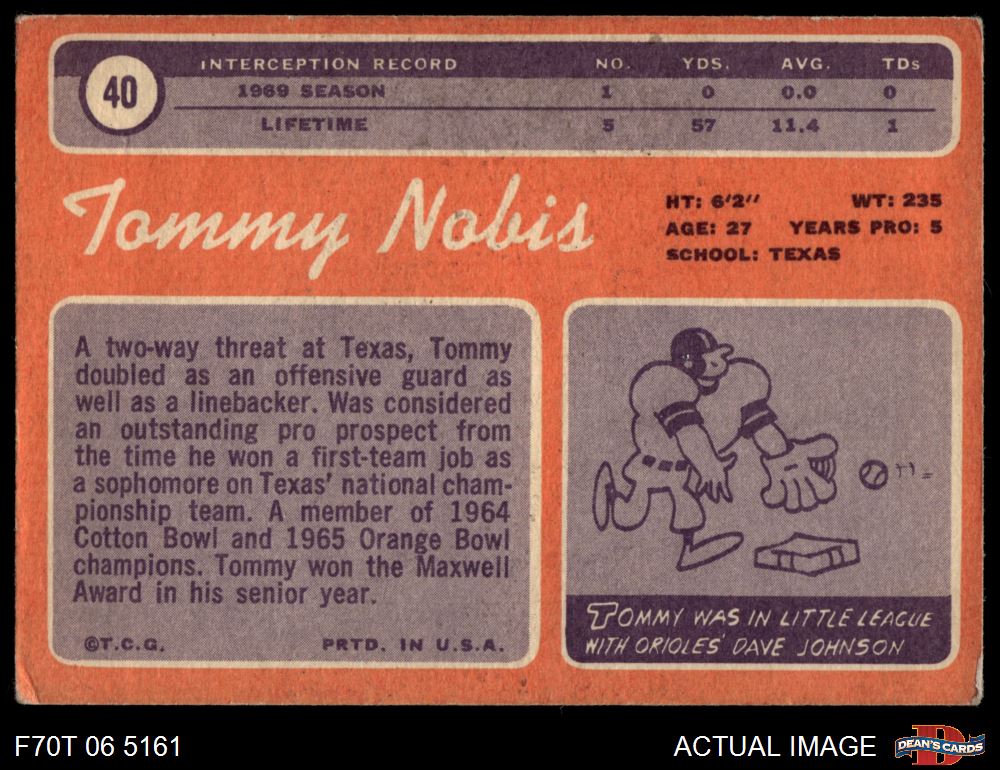 40
INTERCEPTION RECORD NO. YDS. AVG. TDs
1969 SEASON 1 0 0.0 0
LIFETIME 5 57 11.4 1
Tommy Nobis
HT: 6'2'' WT: 235
AGE: 27 YEARS PRO: 5
SCHOOL: TEXAS
A two-way threat at Texas, Tommy
doubled as an offensive guard as
well as a linebacker. Was considered
an outstanding pro prospect from
the time he won a first-team job as
a sophomore on Texas' national cham-
pionship team. A member of 1964
Cotton Bowl and 1965 Orange Bowl
champions. Tommy won the Maxwell
Award in his senior year.
©T.C.G. PRTD. IN U.S.A.
TOMMY WAS IN LITTLE LEAGUE
WITH ORIOLES' DAVE JOHNSON
F70T 06 5161
ACTUAL IMAGE
DEAN'S CARDS